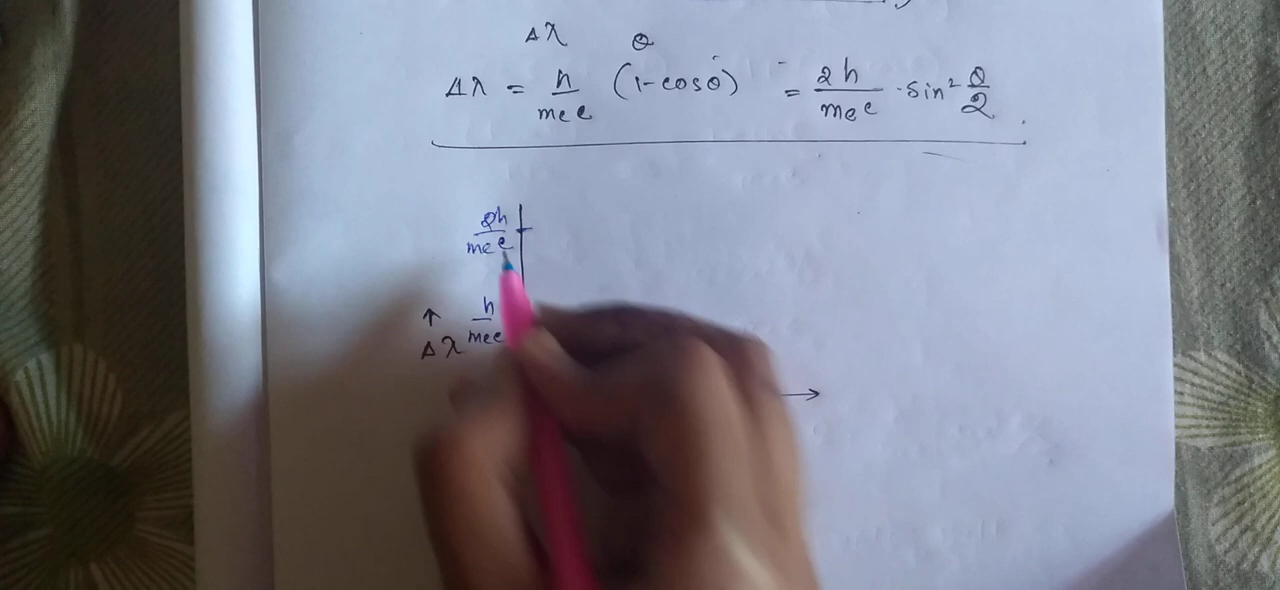 Δλ θ
Δλ = h/mec (1-cosθ) = 2h/mec · sin² θ/2
2h/mec
↑ h/mec
Δλ